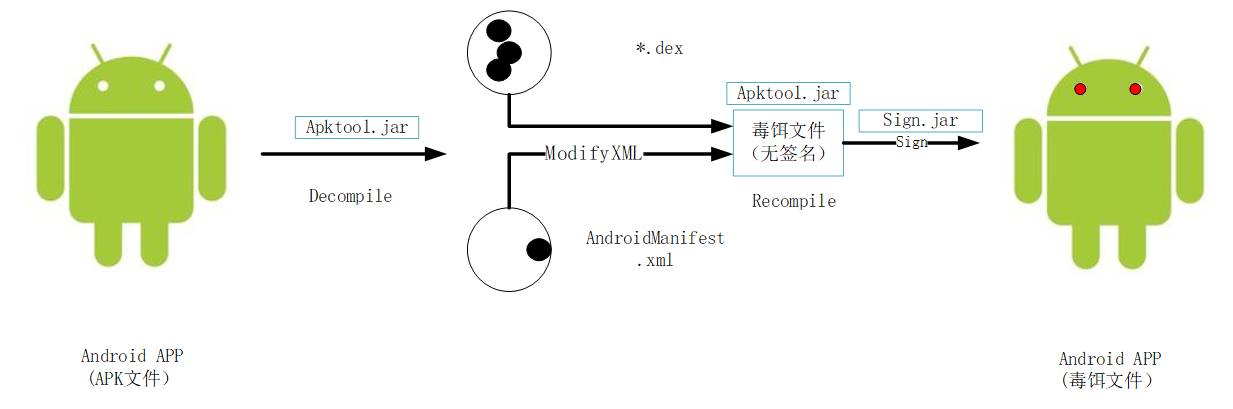 *.dex
Apktool.jar
Apktool.jar
Sign.jar
毒饵文件
（无签名）
Sign
ModifyXML
Decompile
Recompile
AndroidManifest
.xml
Android APP
(APK文件）
Android APP
(毒饵文件）